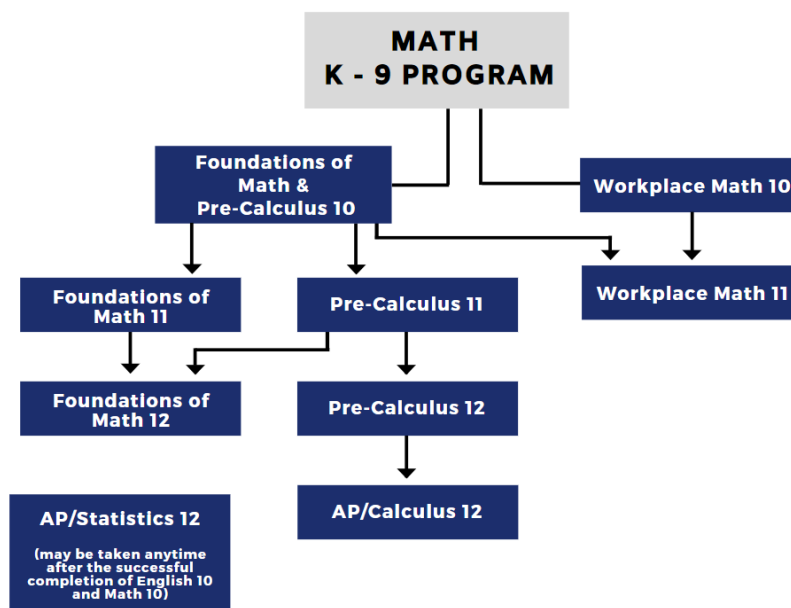 MATH
K - 9 PROGRAM
Foundations of
Math &
Pre-Calculus 10
Workplace Math 10
Foundations of
Math 11
Pre-Calculus 11
Workplace Math 11
Foundations of
Math 12
Pre-Calculus 12
AP/Statistics 12
(may be taken anytime
after the successful
completion of English 10
and Math 10)
AP/Calculus 12